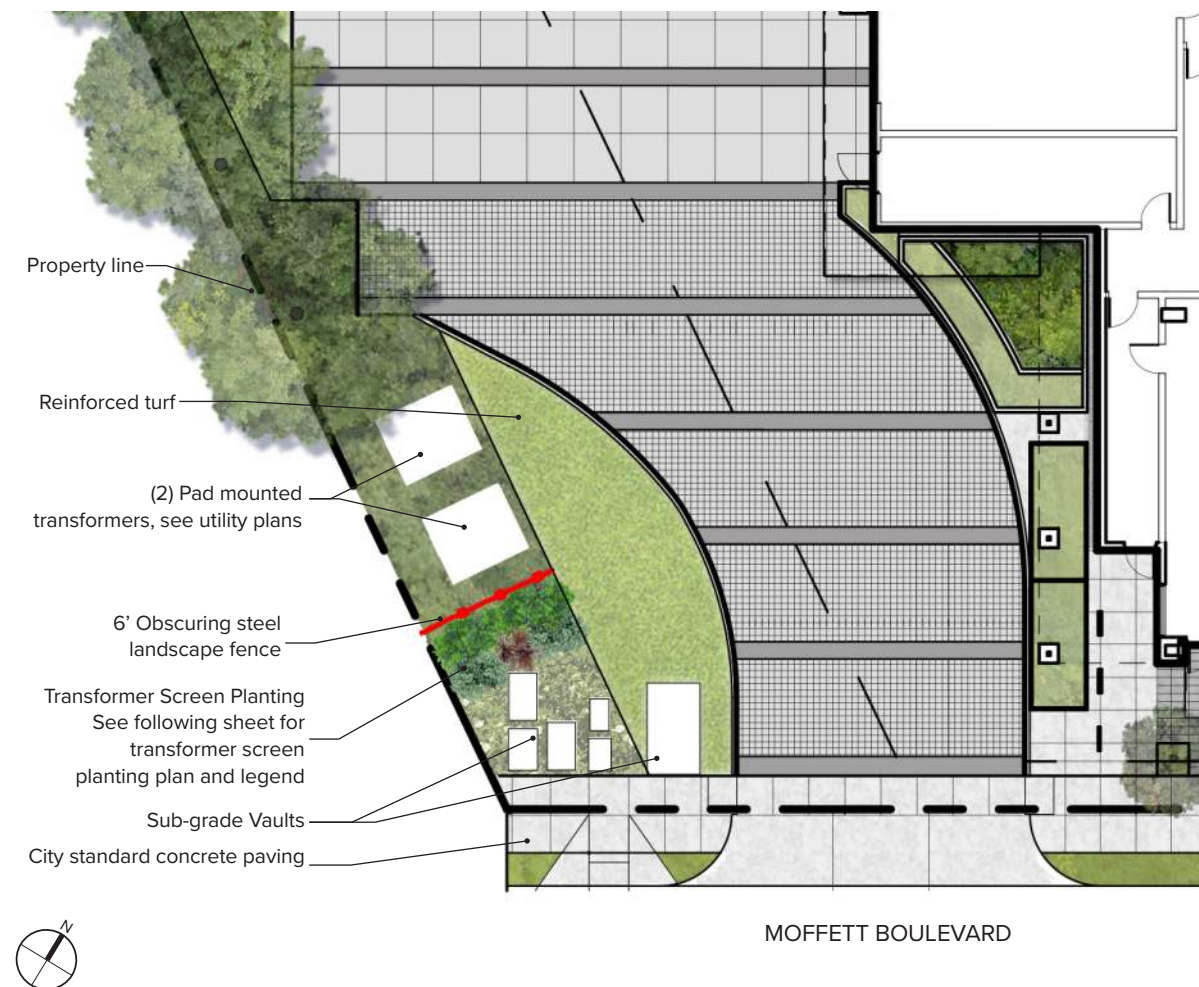 Property line
Reinforced turf
(2) Pad mounted
transformers, see utility plans
6’ Obscuring steel
landscape fence
Transformer Screen Planting
See following sheet for
transformer screen
planting plan and legend
Sub-grade Vaults
City standard concrete paving
N
MOFFETT BOULEVARD